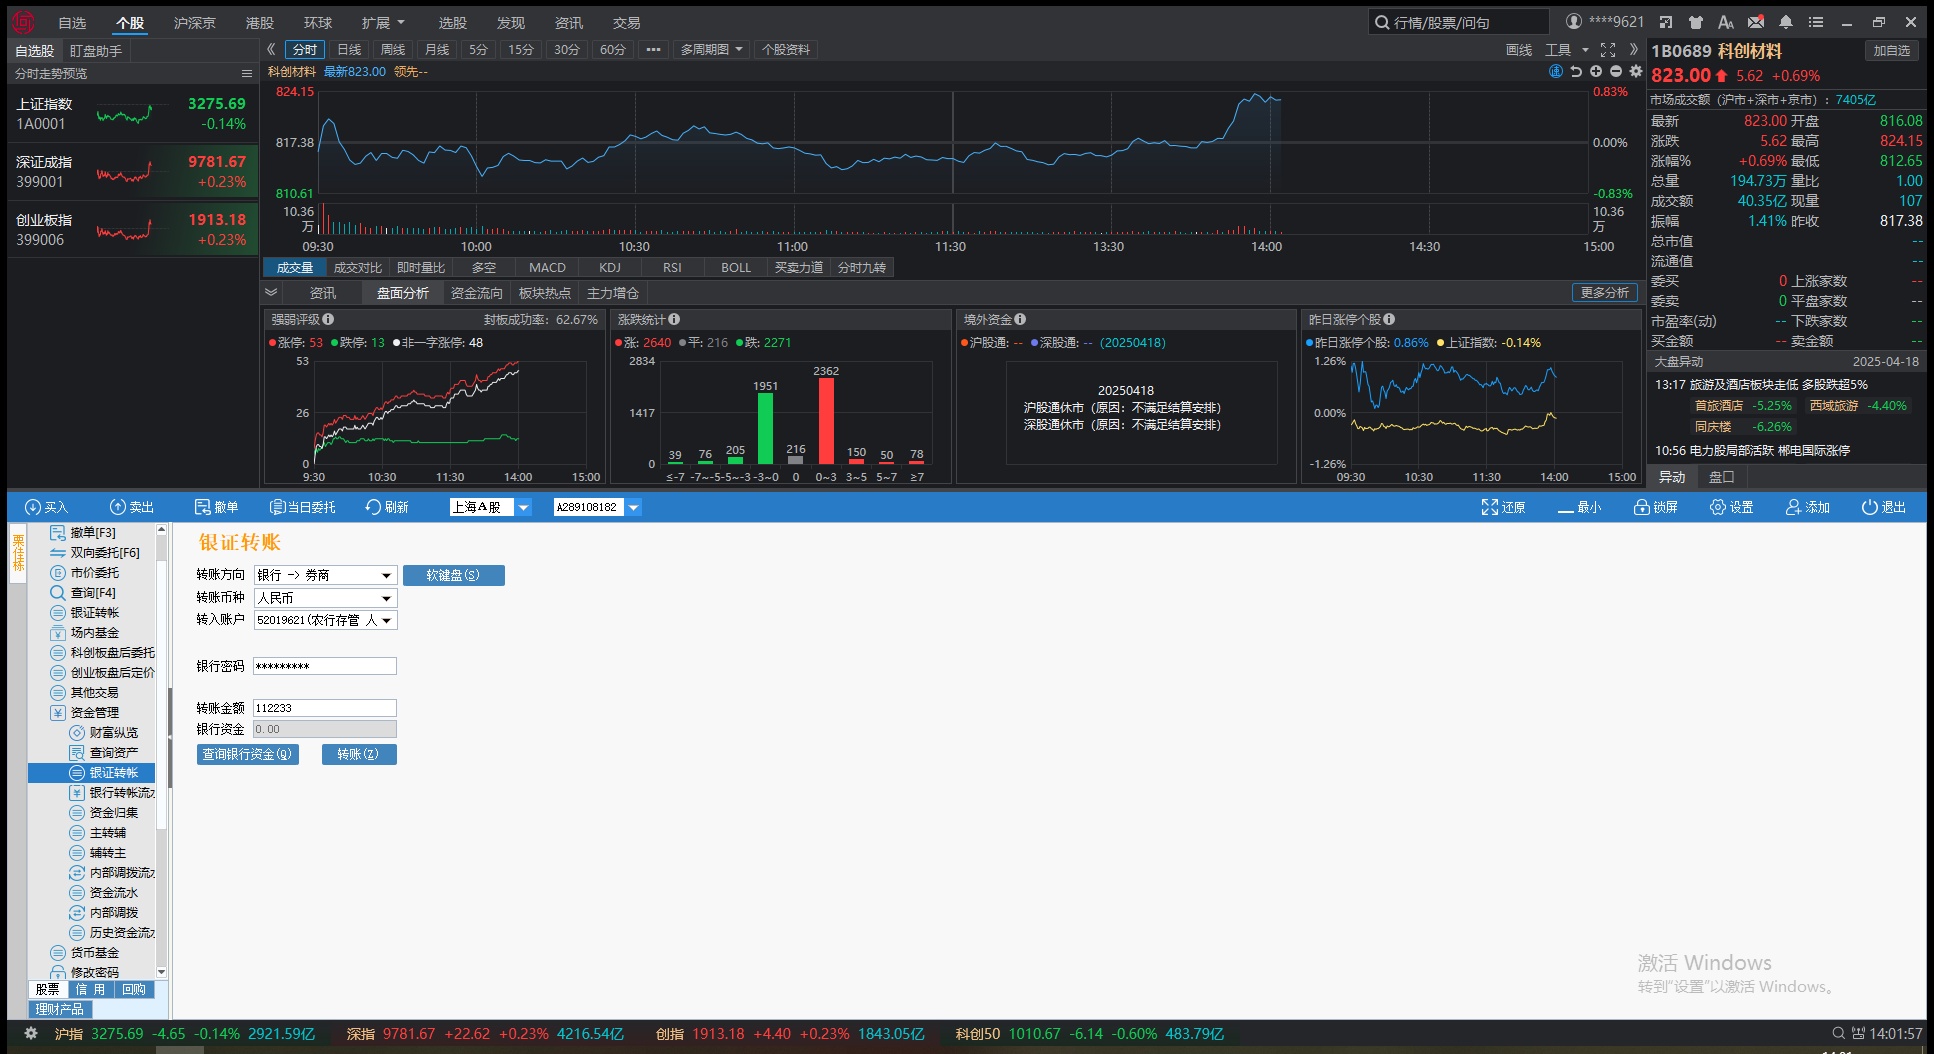 自选 个股 沪深京 港股 环球 扩展 选股 发现 资讯 交易 行情/股票/问句 ****9621
自选股 盯盘助手
分时走势预览
上证指数 3275.69
1A0001 -0.14%
深证成指 9781.67
399001 +0.23%
创业板指 1913.18
399006 +0.23%
分时 日线 周线 月线 5分 15分 30分 60分 多周期图 个股资料 画线 工具
科创材料 最新823.00 领先--
824.15 0.83%
817.38 0.00%
810.61 -0.83%
10.36 10.36
万 万
09:30 10:00 10:30 11:00 11:30 13:30 14:00 14:30 15:00
成交量 成交对比 即时量比 多空 MACD KDJ RSI BOLL 买卖力道 分时九转
资讯 盘面分析 资金流向 板块热点 主力增仓 更多分析
强弱评级 封板成功率：62.67%
涨停: 53 跌停: 13 非一字涨停: 48
53
26
0
9:30 10:30 11:30 14:00 15:00
涨跌统计
涨: 2640 平: 216 跌: 2271
2834
1417
0
39 76 205 1951 216 2362 150 50 78
≤-7 -7~-5 -5~-3 -3~0 0 0~3 3~5 5~7 ≥7
境外资金
沪股通: -- 深股通: -- (20250418)
20250418
沪股通休市（原因：不满足结算安排）
深股通休市（原因：不满足结算安排）
昨日涨停个股
昨日涨停个股: 0.86% 上证指数: -0.14%
1.26%
0.00%
-1.26%
09:30 10:30 11:30 14:00 15:00
1B0689 科创材料 加自选
823.00 5.62 +0.69%
市场成交额（沪市+深市+京市）: 7405亿
最新 823.00 开盘 816.08
涨跌 5.62 最高 824.15
涨幅% +0.69% 最低 812.65
总量 194.73万 量比 1.00
成交额 40.35亿 现量 107
振幅 1.41% 昨收 817.38
总市值 --
流通值 --
委买 0 上涨家数 --
委卖 0 平盘家数 --
市盈率(动) -- 下跌家数 --
买金额 -- 卖金额 --
大盘异动 2025-04-18
13:17 旅游及酒店板块走低 多股跌超5%
首旅酒店 -5.25% 西域旅游 -4.40%
同庆楼 -6.26%
10:56 电力股局部活跃 郴电国际涨停
异动 盘口
买入 卖出 撤单 当日委托 刷新 上海A股 A289108182 还原 最小 锁屏 设置 添加 退出
栗佳栋
撤单[F3]
双向委托[F6]
市价委托
查询[F4]
银证转帐
场内基金
科创板盘后委托
创业板盘后定价
其他交易
资金管理
财富纵览
查询资产
银证转帐
银行转帐流水
资金归集
主转辅
辅转主
内部调拨流水
资金流水
内部调拨
历史资金流水
货币基金
修改密码
股票 信用 回购
理财产品
银证转账
转账方向 银行 -> 券商 软键盘(S)
转账币种 人民币
转入账户 52019621(农行存管 人
银行密码 *********
转账金额 112233
银行资金 0.00
查询银行资金(Q) 转账(Z)
激活 Windows
转到"设置"以激活 Windows。
沪指 3275.69 -4.65 -0.14% 2921.59亿 深指 9781.67 +22.62 +0.23% 4216.54亿 创指 1913.18 +4.40 +0.23% 1843.05亿 科创50 1010.67 -6.14 -0.60% 483.79亿 14:01:57